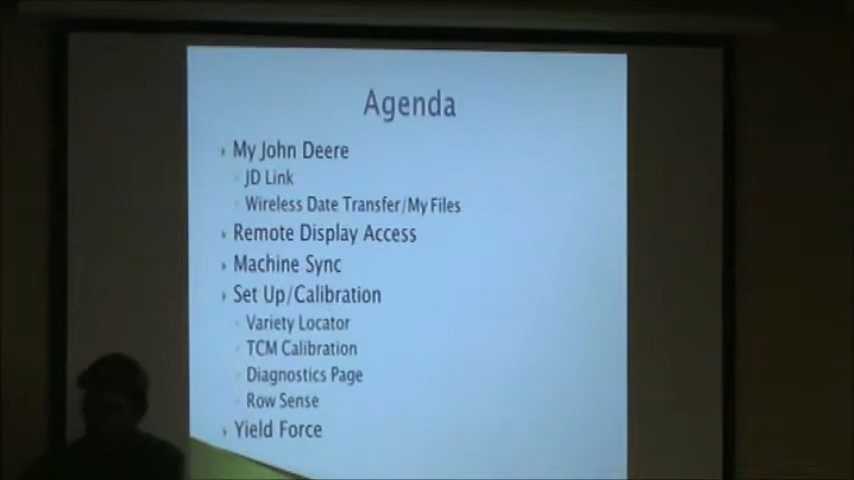 Agenda
My John Deere
JD Link
Wireless Date Transfer/My Files
Remote Display Access
Machine Sync
Set Up/Calibration
Variety Locator
TCM Calibration
Diagnostics Page
Row Sense
Yield Force